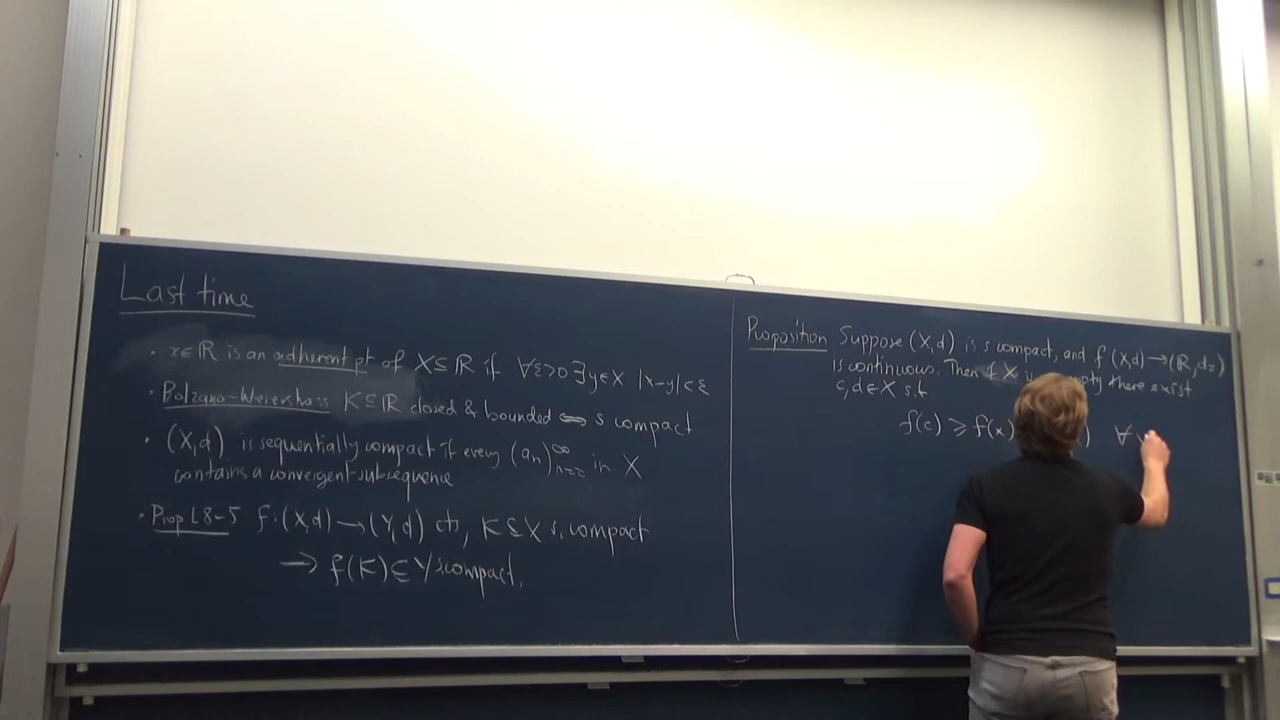 Last time
· x∈ℝ is an adherent pt of X⊆ℝ if ∀ε>0 ∃y∈X |x-y|<ε
· Bolzano-Weierstrass K⊆ℝ closed & bounded ⟺ s compact
· (X,d) is sequentially compact if every (aₙ)_{n=}^∞ in X
contains a convergent subsequence
· Prop L8-5 f:(X,d)→(Y,d) cts, K⊆X s. compact
→ f(K)⊆Y s.compact.
Proposition Suppose (X,d) is s compact, and f (X,d)→(ℝ,d₂)
is continuous. Then if X there exist
c,d∈X s.t.
f(c) ≥ f(x) ) ∀